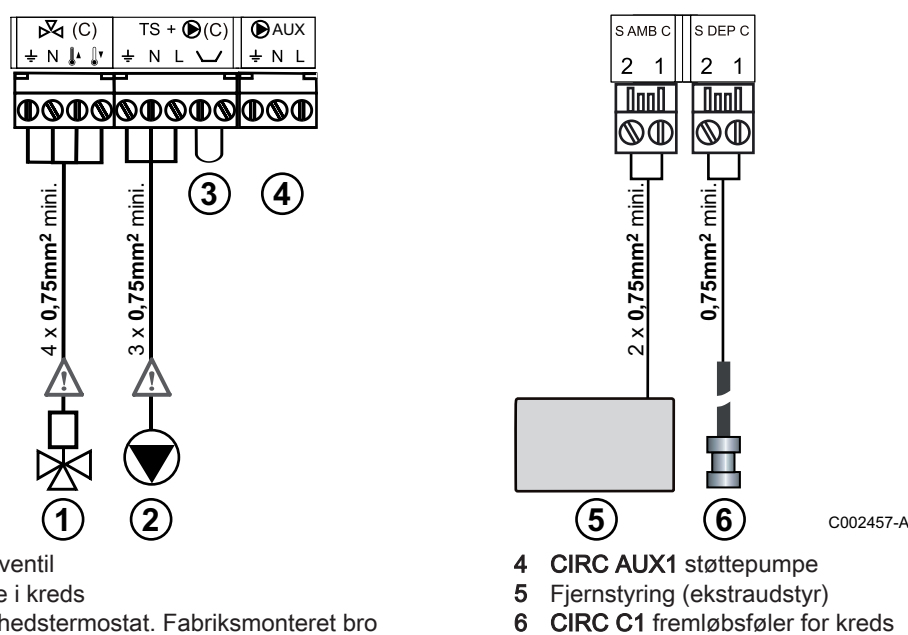 (C) TS + (C) AUX
N N L N L
S AMB C S DEP C
2 1 2 1
4 x 0,75mm² mini.
3 x 0,75mm² mini.
2 x 0,75mm² mini.
0,75mm² mini.
3 4
1 2 5 6
C002457-A
ventil
i kreds
Fabriksmonteret bro
4 CIRC AUX1 støttepumpe
5 Fjernstyring (ekstraudstyr)
6 CIRC C1 fremløbsføler for kreds